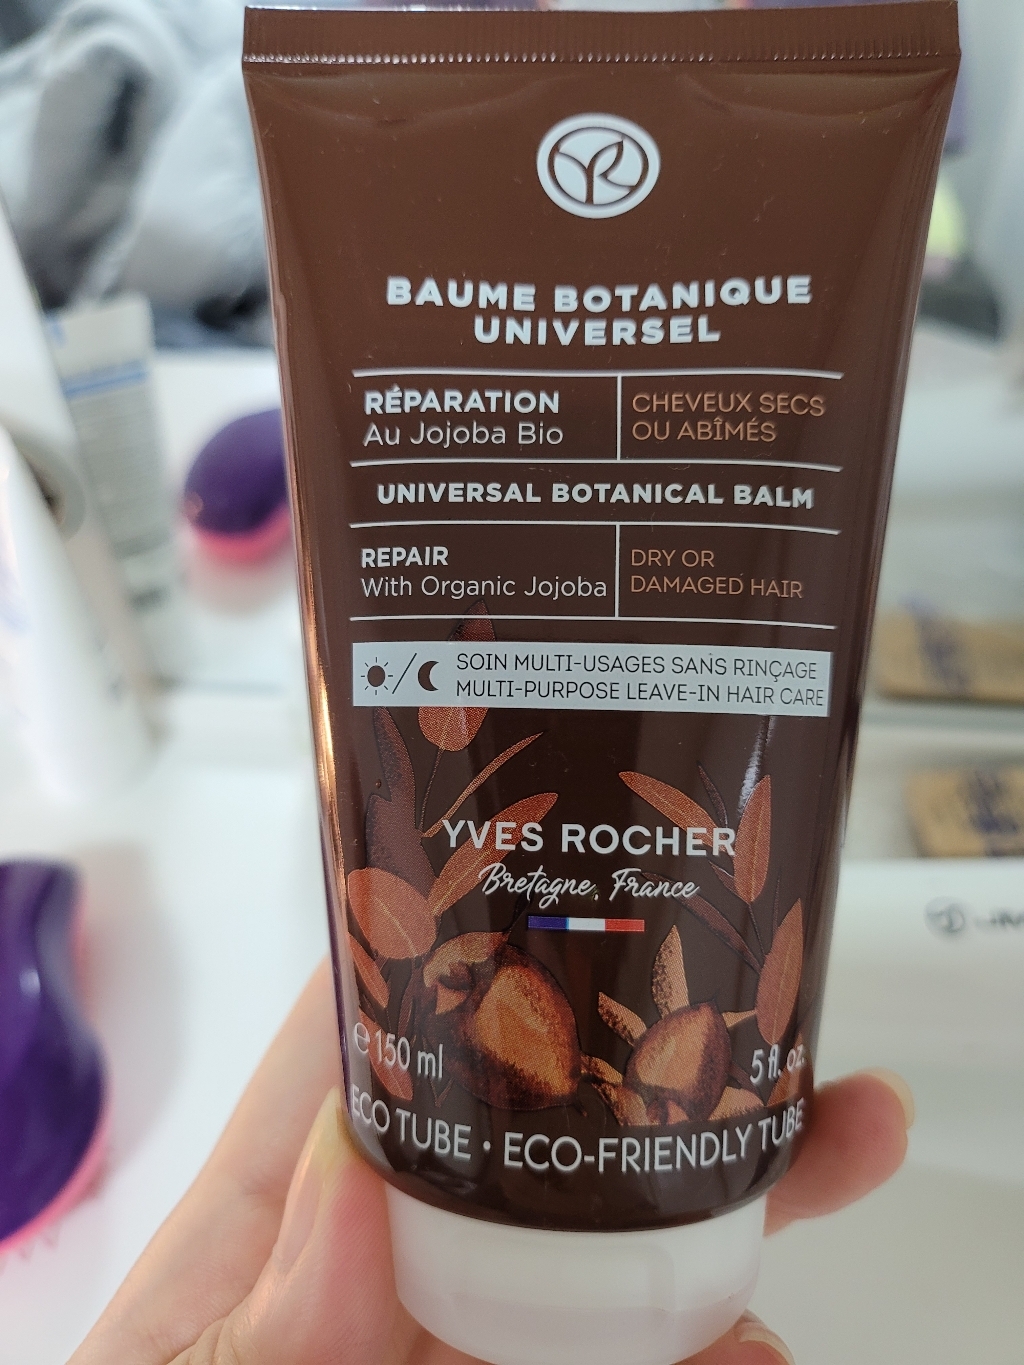 BAUME BOTANIQUE
UNIVERSEL
RÉPARATION
Au Jojoba Bio
CHEVEUX SECS
OU ABÎMÉS
UNIVERSAL BOTANICAL BALM
REPAIR
With Organic Jojoba
DRY OR
DAMAGED HAIR
SOIN MULTI-USAGES SANS RINÇAGE
MULTI-PURPOSE LEAVE-IN HAIR CARE
YVES ROCHER
Bretagne, France
℮ 150 ml
5 fl. oz.
ECO TUBE • ECO-FRIENDLY TUBE